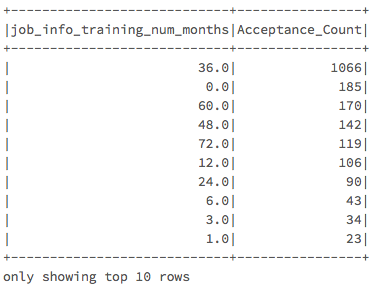 +--------------------------+----------------+
|job_info_training_num_months|Acceptance_Count|
+--------------------------+----------------+
| 36.0| 1066|
| 0.0| 185|
| 60.0| 170|
| 48.0| 142|
| 72.0| 119|
| 12.0| 106|
| 24.0| 90|
| 6.0| 43|
| 3.0| 34|
| 1.0| 23|
+--------------------------+----------------+
only showing top 10 rows